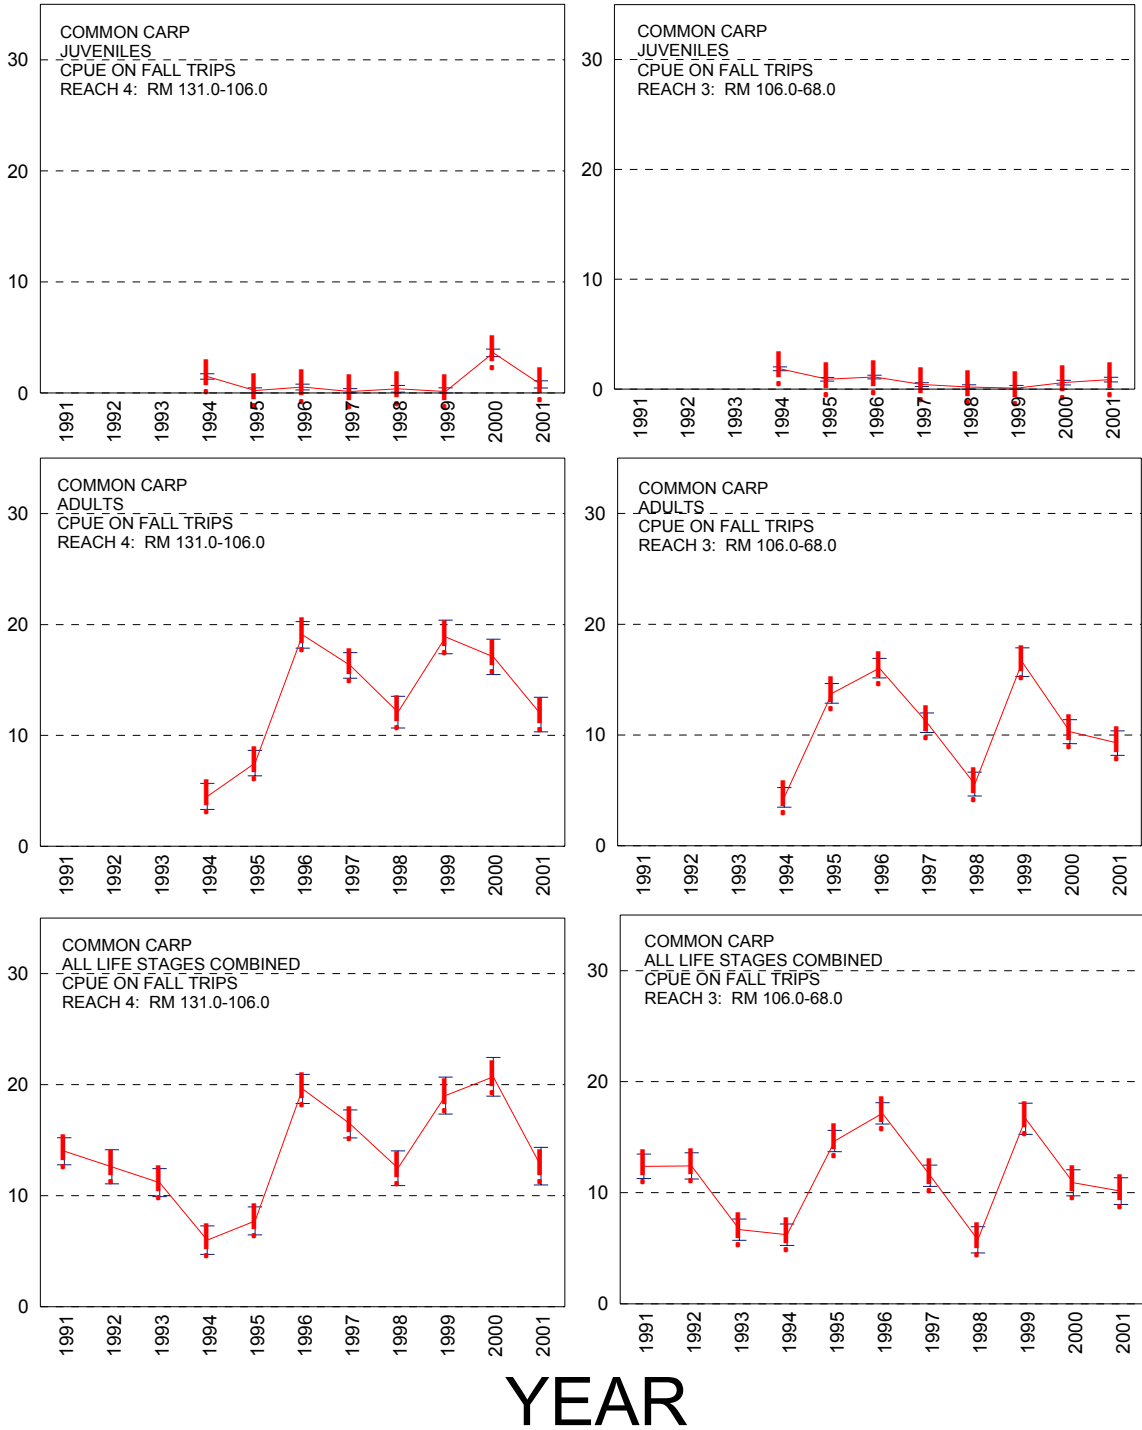 COMMON CARP
JUVENILES
CPUE ON FALL TRIPS
REACH 4:  RM 131.0-106.0
30
20
10
0
1991 1992 1993 1994 1995 1996 1997 1998 1999 2000 2001
COMMON CARP
JUVENILES
CPUE ON FALL TRIPS
REACH 3:  RM 106.0-68.0
30
20
10
0
1991 1992 1993 1994 1995 1996 1997 1998 1999 2000 2001
COMMON CARP
ADULTS
CPUE ON FALL TRIPS
REACH 4:  RM 131.0-106.0
30
20
10
0
1991 1992 1993 1994 1995 1996 1997 1998 1999 2000 2001
COMMON CARP
ADULTS
CPUE ON FALL TRIPS
REACH 3:  RM 106.0-68.0
30
20
10
0
1991 1992 1993 1994 1995 1996 1997 1998 1999 2000 2001
COMMON CARP
ALL LIFE STAGES COMBINED
CPUE ON FALL TRIPS
REACH 4:  RM 131.0-106.0
30
20
10
0
1991 1992 1993 1994 1995 1996 1997 1998 1999 2000 2001
COMMON CARP
ALL LIFE STAGES COMBINED
CPUE ON FALL TRIPS
REACH 3:  RM 106.0-68.0
30
20
10
0
1991 1992 1993 1994 1995 1996 1997 1998 1999 2000 2001
YEAR